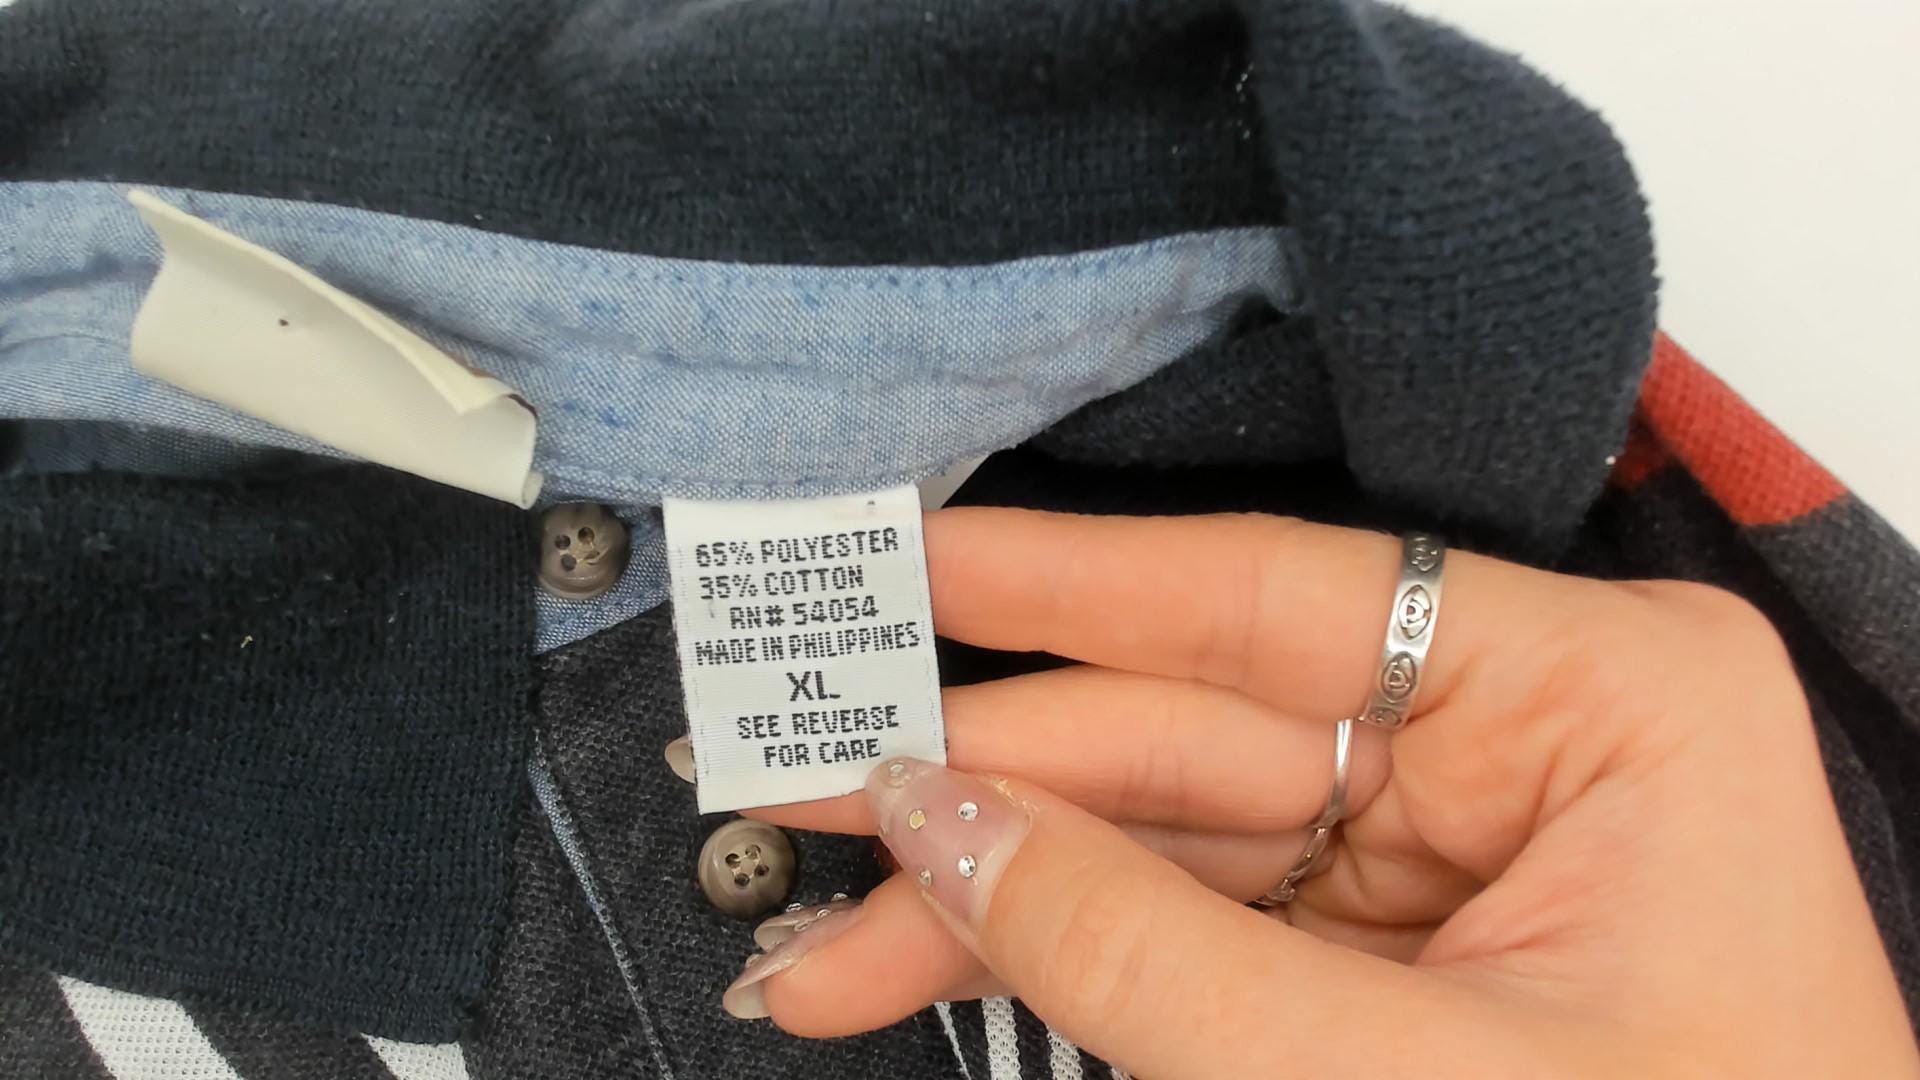 65% POLYESTER
35% COTTON
RN# 54054
MADE IN PHILIPPINES
XL
SEE REVERSE
FOR CARE